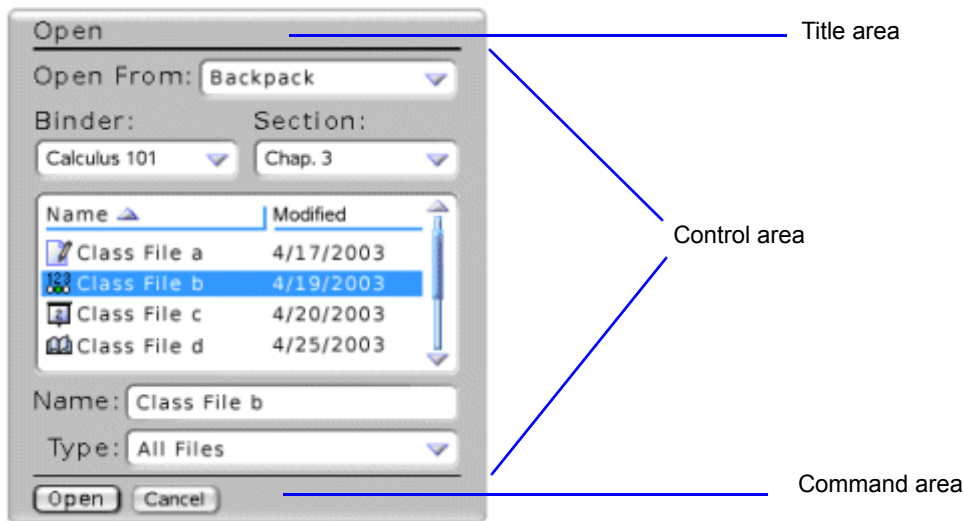 Open
Title area
Open From: Backpack
Binder: Section:
Calculus 101 Chap. 3
Name Modified
Class File a 4/17/2003
Control area
123
Class File b 4/19/2003
Class File c 4/20/2003
Class File d 4/25/2003
Name: Class File b
Type: All Files
Open Cancel
Command area